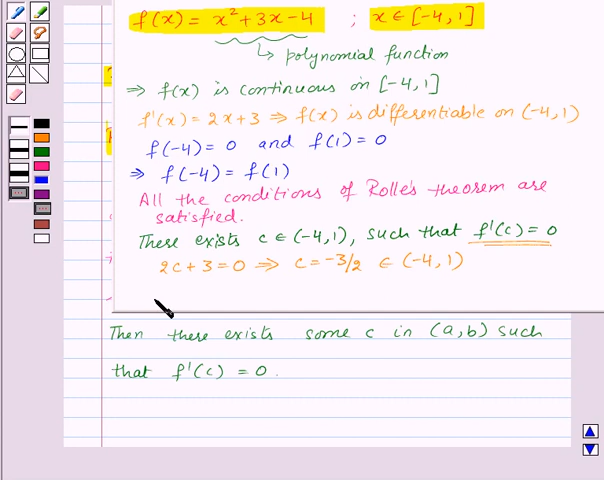 f(x) = x² + 3x - 4 ; x ∈ [-4, 1]
polynomial function
⇒ f(x) is continuous on [-4, 1]
f'(x) = 2x + 3 ⇒ f(x) is differentiable on (-4, 1)
f(-4) = 0 and f(1) = 0
⇒ f(-4) = f(1)
All the conditions of Rolle's theorem are
satisfied.
There exists c ∈ (-4, 1), such that f'(c) = 0
2c + 3 = 0 ⇒ c = -3/2 ∈ (-4, 1)
Then there exists some c in (a, b) such
that f'(c) = 0.